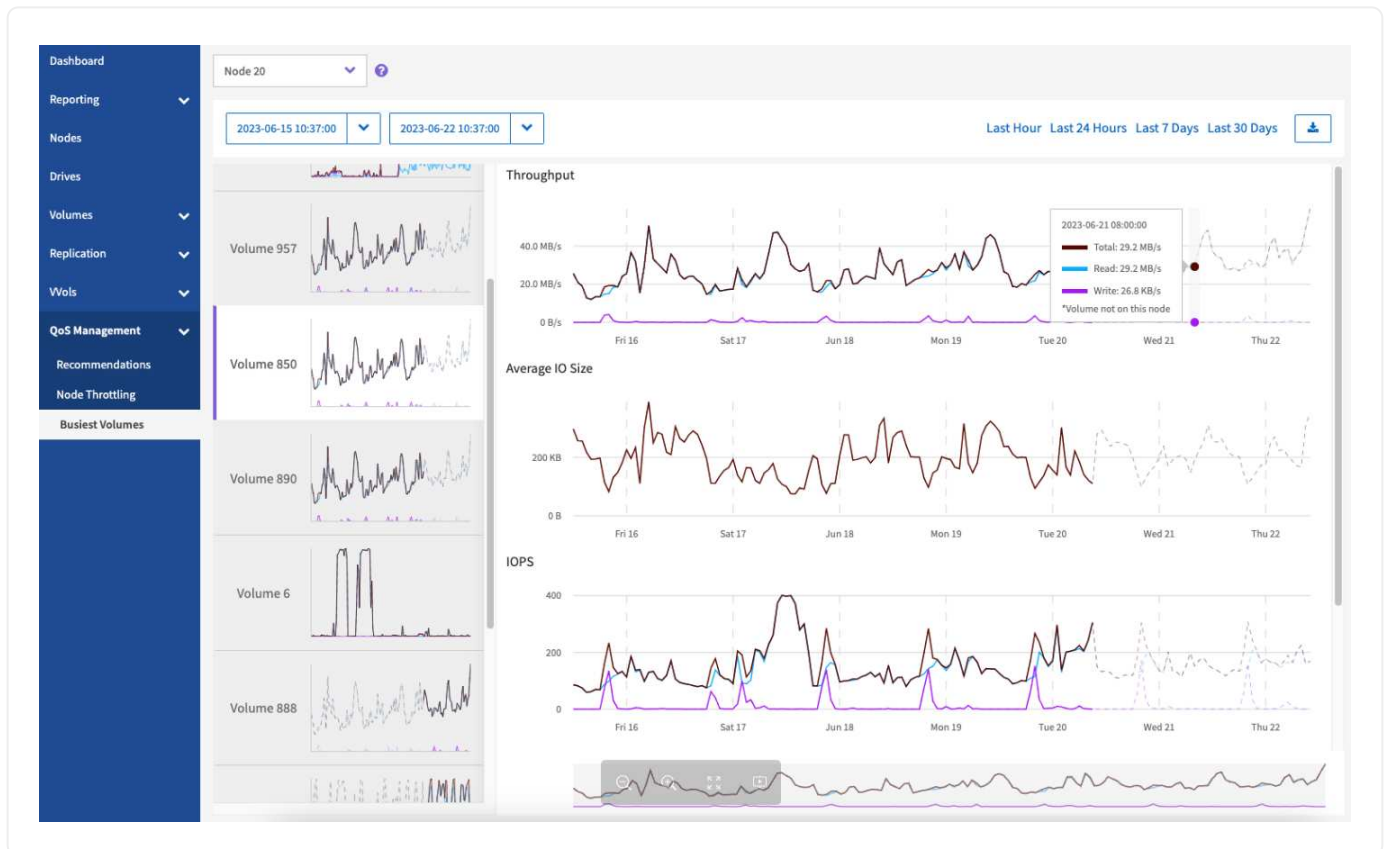 Dashboard
Reporting
Nodes
Drives
Volumes
Replication
VVols
QoS Management
Recommendations
Node Throttling
Busiest Volumes
Node 20
?
2023-06-15 10:37:00
2023-06-22 10:37:00
Last Hour Last 24 Hours Last 7 Days Last 30 Days
Volume 957
Volume 850
Volume 890
Volume 6
Volume 888
Throughput
40.0 MB/s
20.0 MB/s
0 B/s
2023-06-21 08:00:00
Total: 29.2 MB/s
Read: 29.2 MB/s
Write: 26.8 KB/s
*Volume not on this node
Fri 16 Sat 17 Jun 18 Mon 19 Tue 20 Wed 21 Thu 22
Average IO Size
200 KB
0 B
Fri 16 Sat 17 Jun 18 Mon 19 Tue 20 Wed 21 Thu 22
IOPS
400
200
0
Fri 16 Sat 17 Jun 18 Mon 19 Tue 20 Wed 21 Thu 22